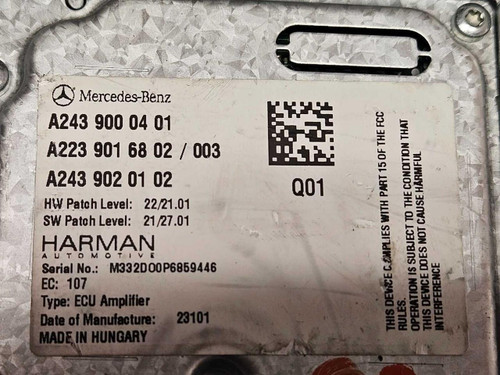 Mercedes-Benz
A243 900 04 01
A223 901 68 02 / 003
A243 902 01 02
Q01
HW Patch Level: 22/21.01
SW Patch Level: 21/27.01
HARMAN
AUTOMOTIVE
Serial No.: M332D00P6859446
EC: 107
Type: ECU Amplifier
Date of Manufacture: 23101
MADE IN HUNGARY
THIS DEVICE COMPLIES WITH PART 15 OF THE FCC
RULES.
OPERATION IS SUBJECT TO THE CONDITION THAT
THIS DEVICE DOES NOT CAUSE HARMFUL
INTERFERENCE